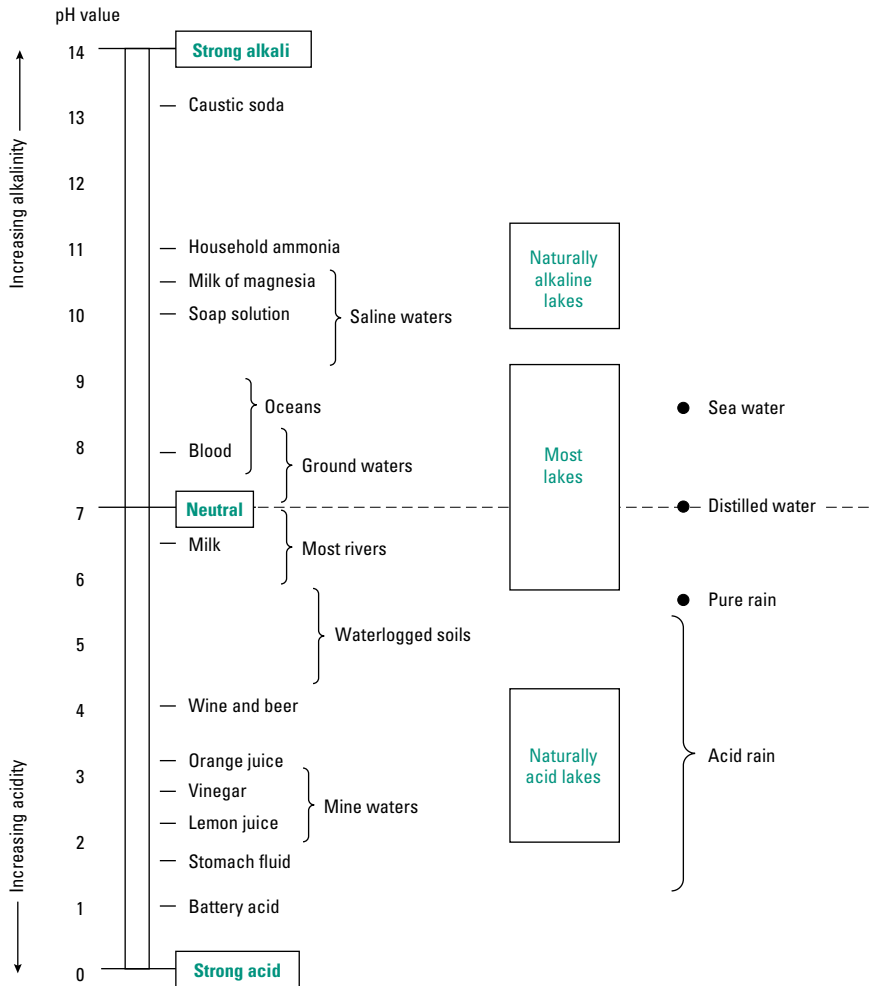 pH value
14
Strong alkali
13
Caustic soda
12
11
Household ammonia
Milk of magnesia
10
Soap solution
Saline waters
Naturally
alkaline
lakes
9
Oceans
Sea water
8
Blood
Ground waters
Most
lakes
7
Neutral
Distilled water
Milk
Most rivers
6
Pure rain
5
Waterlogged soils
4
Wine and beer
3
Orange juice
Vinegar
Mine waters
Lemon juice
2
Stomach fluid
Naturally
acid lakes
Acid rain
1
Battery acid
0
Strong acid
Increasing alkalinity
Increasing acidity